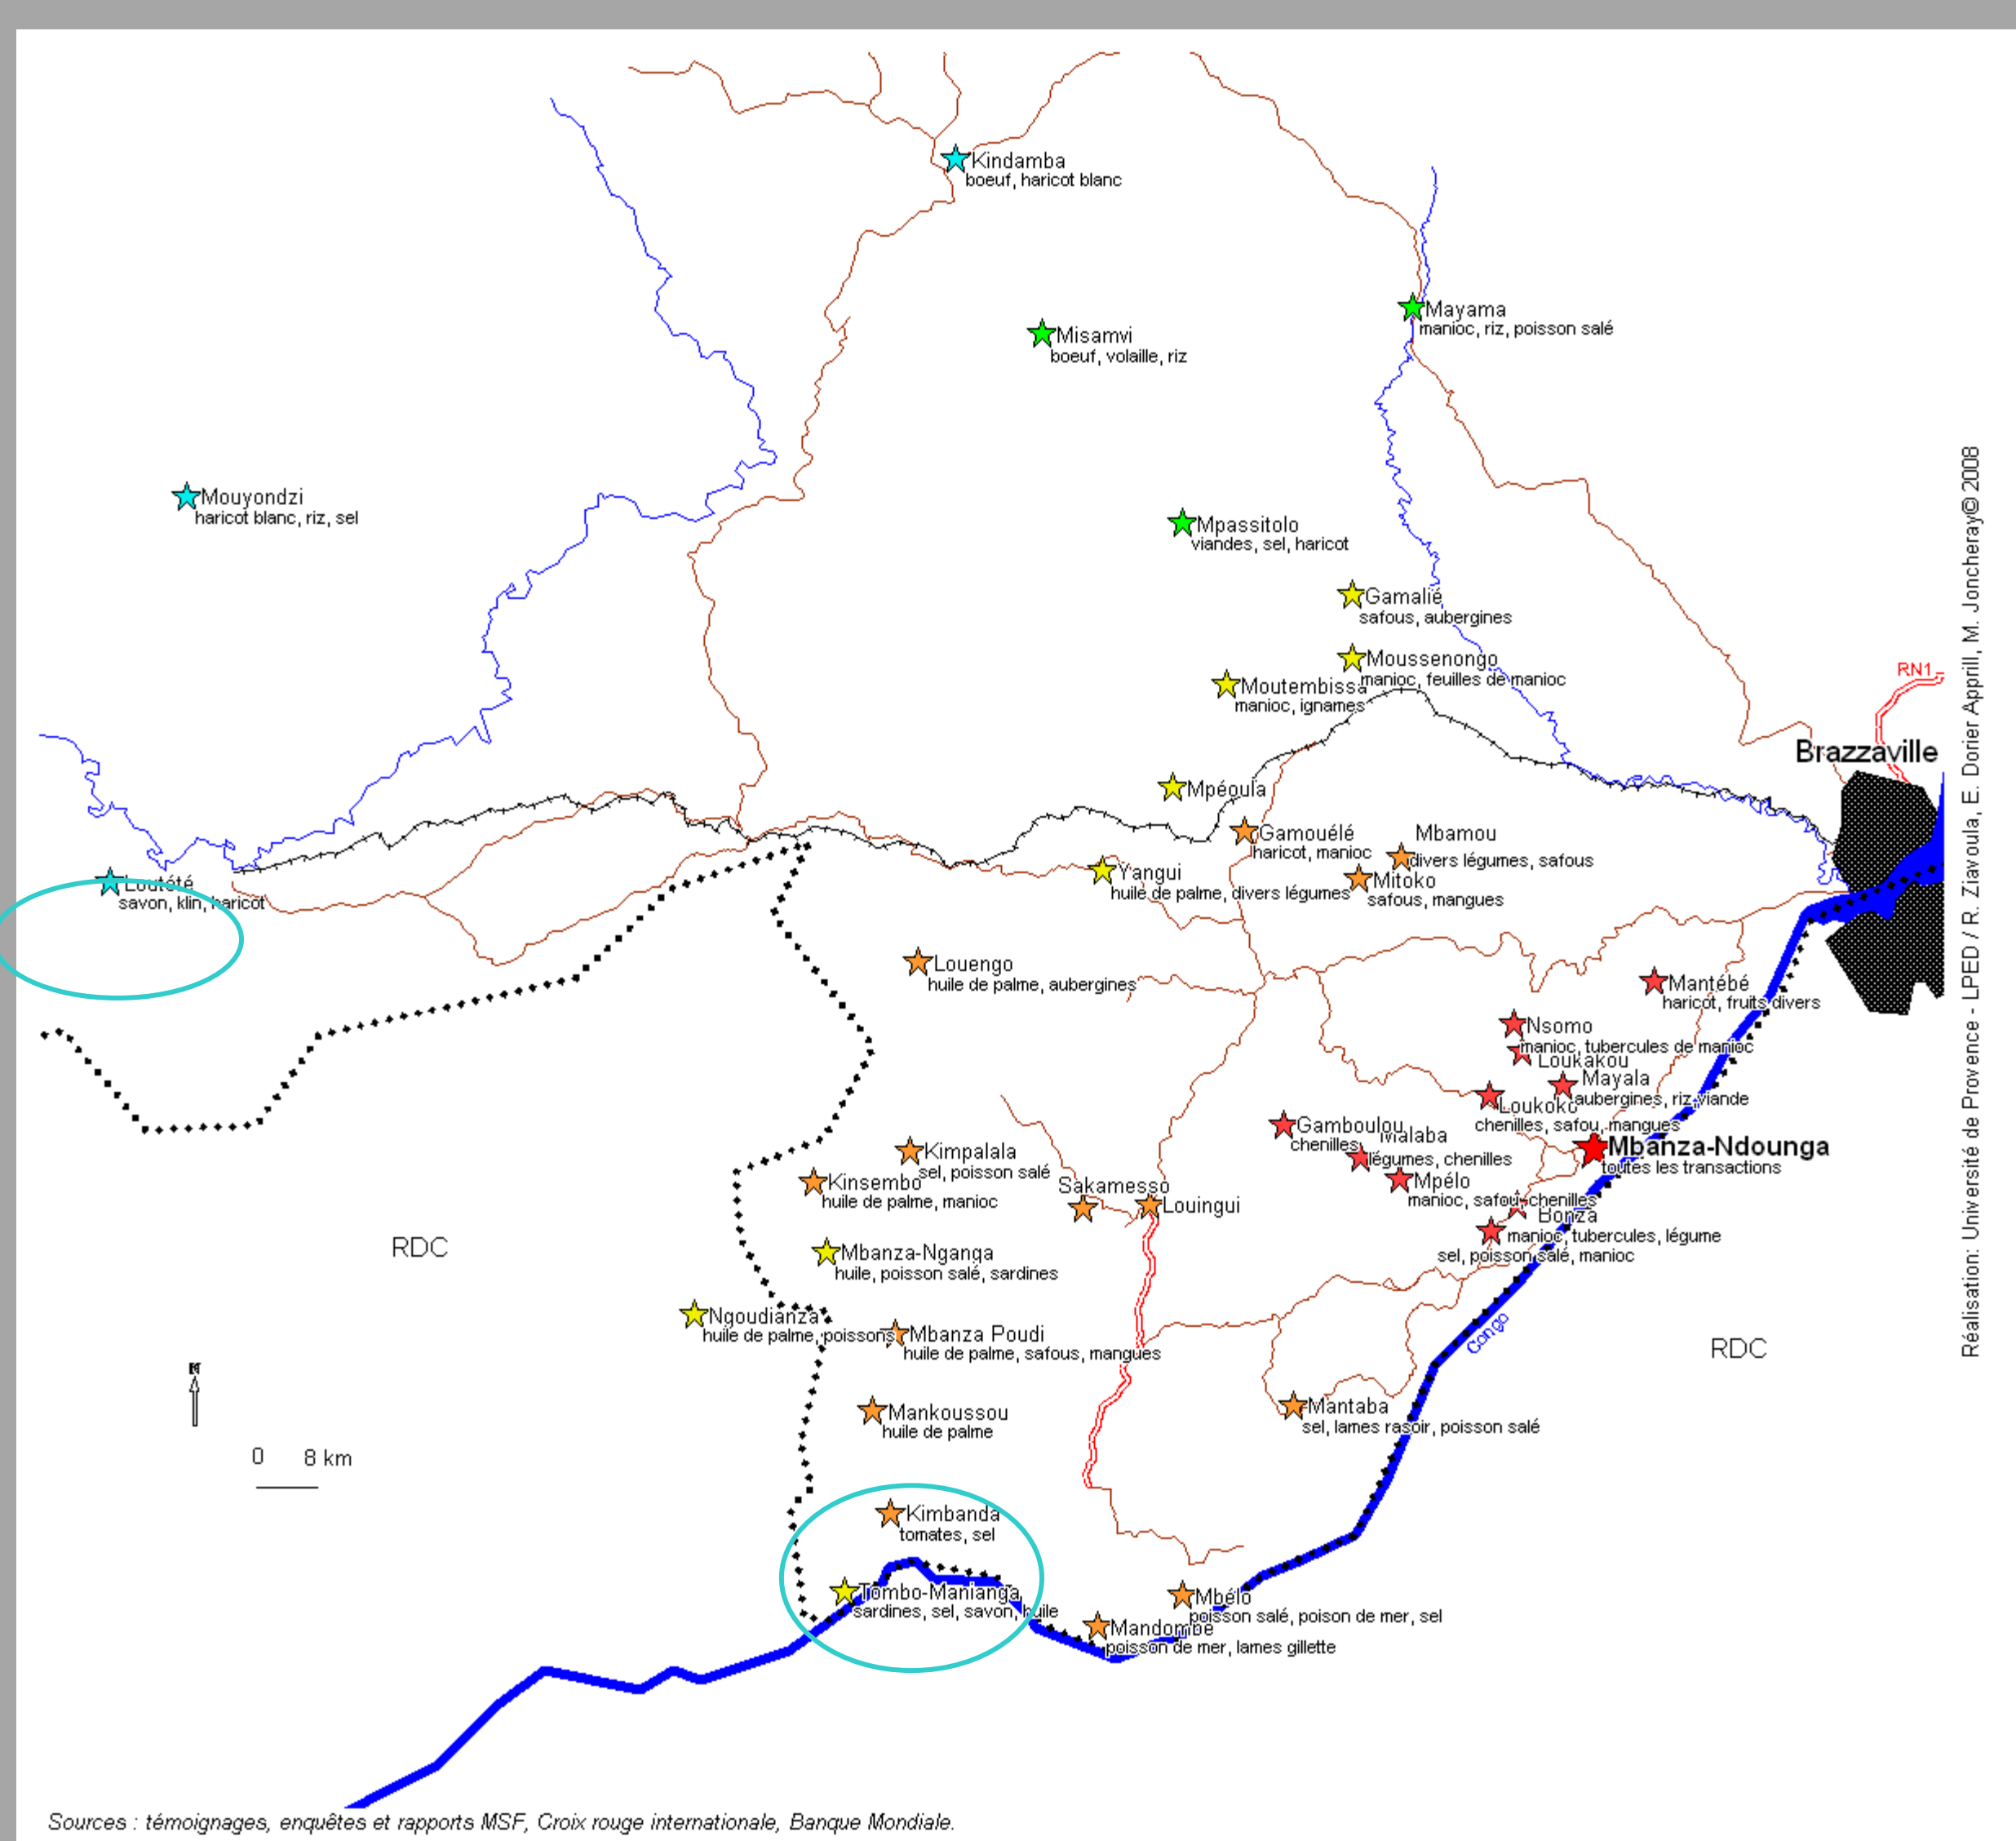 Kindamba
boeuf, haricot blanc
Mayama
manioc, riz, poisson salé
Misamvi
boeuf, volaille, riz
Mouyondzi
haricot blanc, riz, sel
Mpassitolo
viandes, sel, haricot
Gamalié
safous, aubergines
Moussenongo
manioc, feuilles de manioc
Moutembissa
manioc, ignames
RN1
Brazzaville
Mpéoula
Gamouélé
haricot, manioc
Mbamou
divers légumes, safous
Mitoko
safous, mangues
Yangui
huile de palme, divers légumes
Loutété
savon, klin, haricot
Louengo
huile de palme, aubergines
Mantébé
haricot, fruits divers
Nsomo
manioc, tubercules de manioc
Loukakou
Mayala
aubergines, riz, viande
Loukoko
chenilles, safou, mangues
Gamboulou
chenilles
Malaba
légumes, chenilles
Mbanza-Ndounga
toutes les transactions
Mpélo
manioc, safou, chenilles
Bonza
manioc, tubercules, légume
sel, poisson salé, manioc
Kimpalala
sel, poisson salé
Kinsembo
huile de palme, manioc
Sakamesso
Louingui
RDC
Mbanza-Nganga
huile, poisson salé, sardines
Ngoudianza
huile de palme, poissons
Mbanza Poudi
huile de palme, safous, mangues
Congo
RDC
N
Mankoussou
huile de palme
Mantaba
sel, lames rasoir, poisson salé
0 8 km
Kimbanda
tomates, sel
Tombo-Manianga
sardines, sel, savon, huile
Mbélo
poisson salé, poison de mer, sel
Mandombé
poisson de mer, lames gillette
Réalisation: Université de Provence - LPED / R. Ziavoula, E. Dorier Apprill, M. Joncheray© 2008
Sources : témoignages, enquêtes et rapports MSF, Croix rouge internationale, Banque Mondiale.